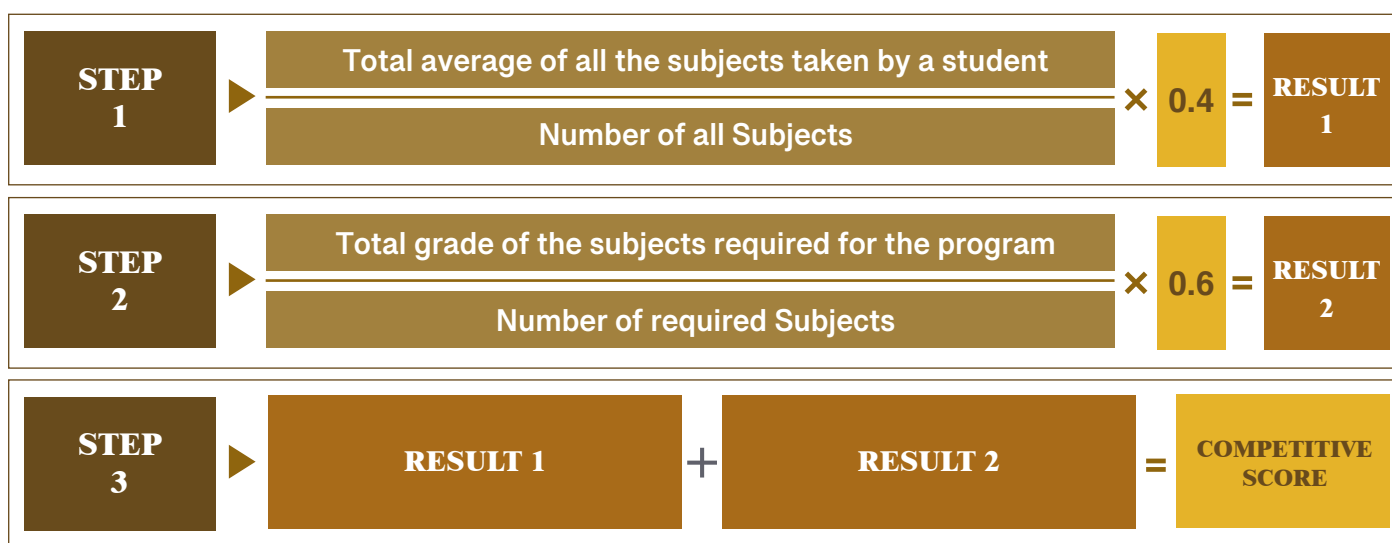 STEP
1
Total average of all the subjects taken by a student
Number of all Subjects
× 0.4 =
RESULT
1
STEP
2
Total grade of the subjects required for the program
Number of required Subjects
× 0.6 =
RESULT
2
STEP
3
RESULT 1 + RESULT 2 =
COMPETITIVE
SCORE